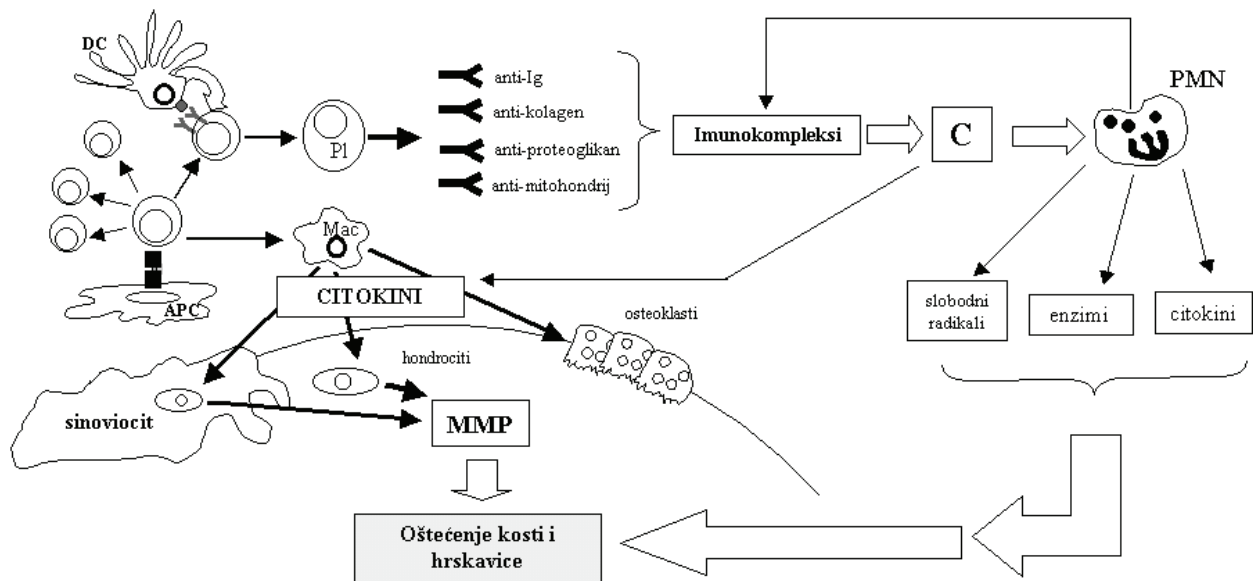 DC
PMN
anti-Ig
anti-kolagen
anti-proteoglikan
anti-mitohondrij
Pl
Imunokompleksi
C
Mac
APC
CITOKINI
osteoklasti
slobodni
radikali
enzimi
citokini
hondrociti
sinoviocit
MMP
Oštećenje kosti i
hrskavice